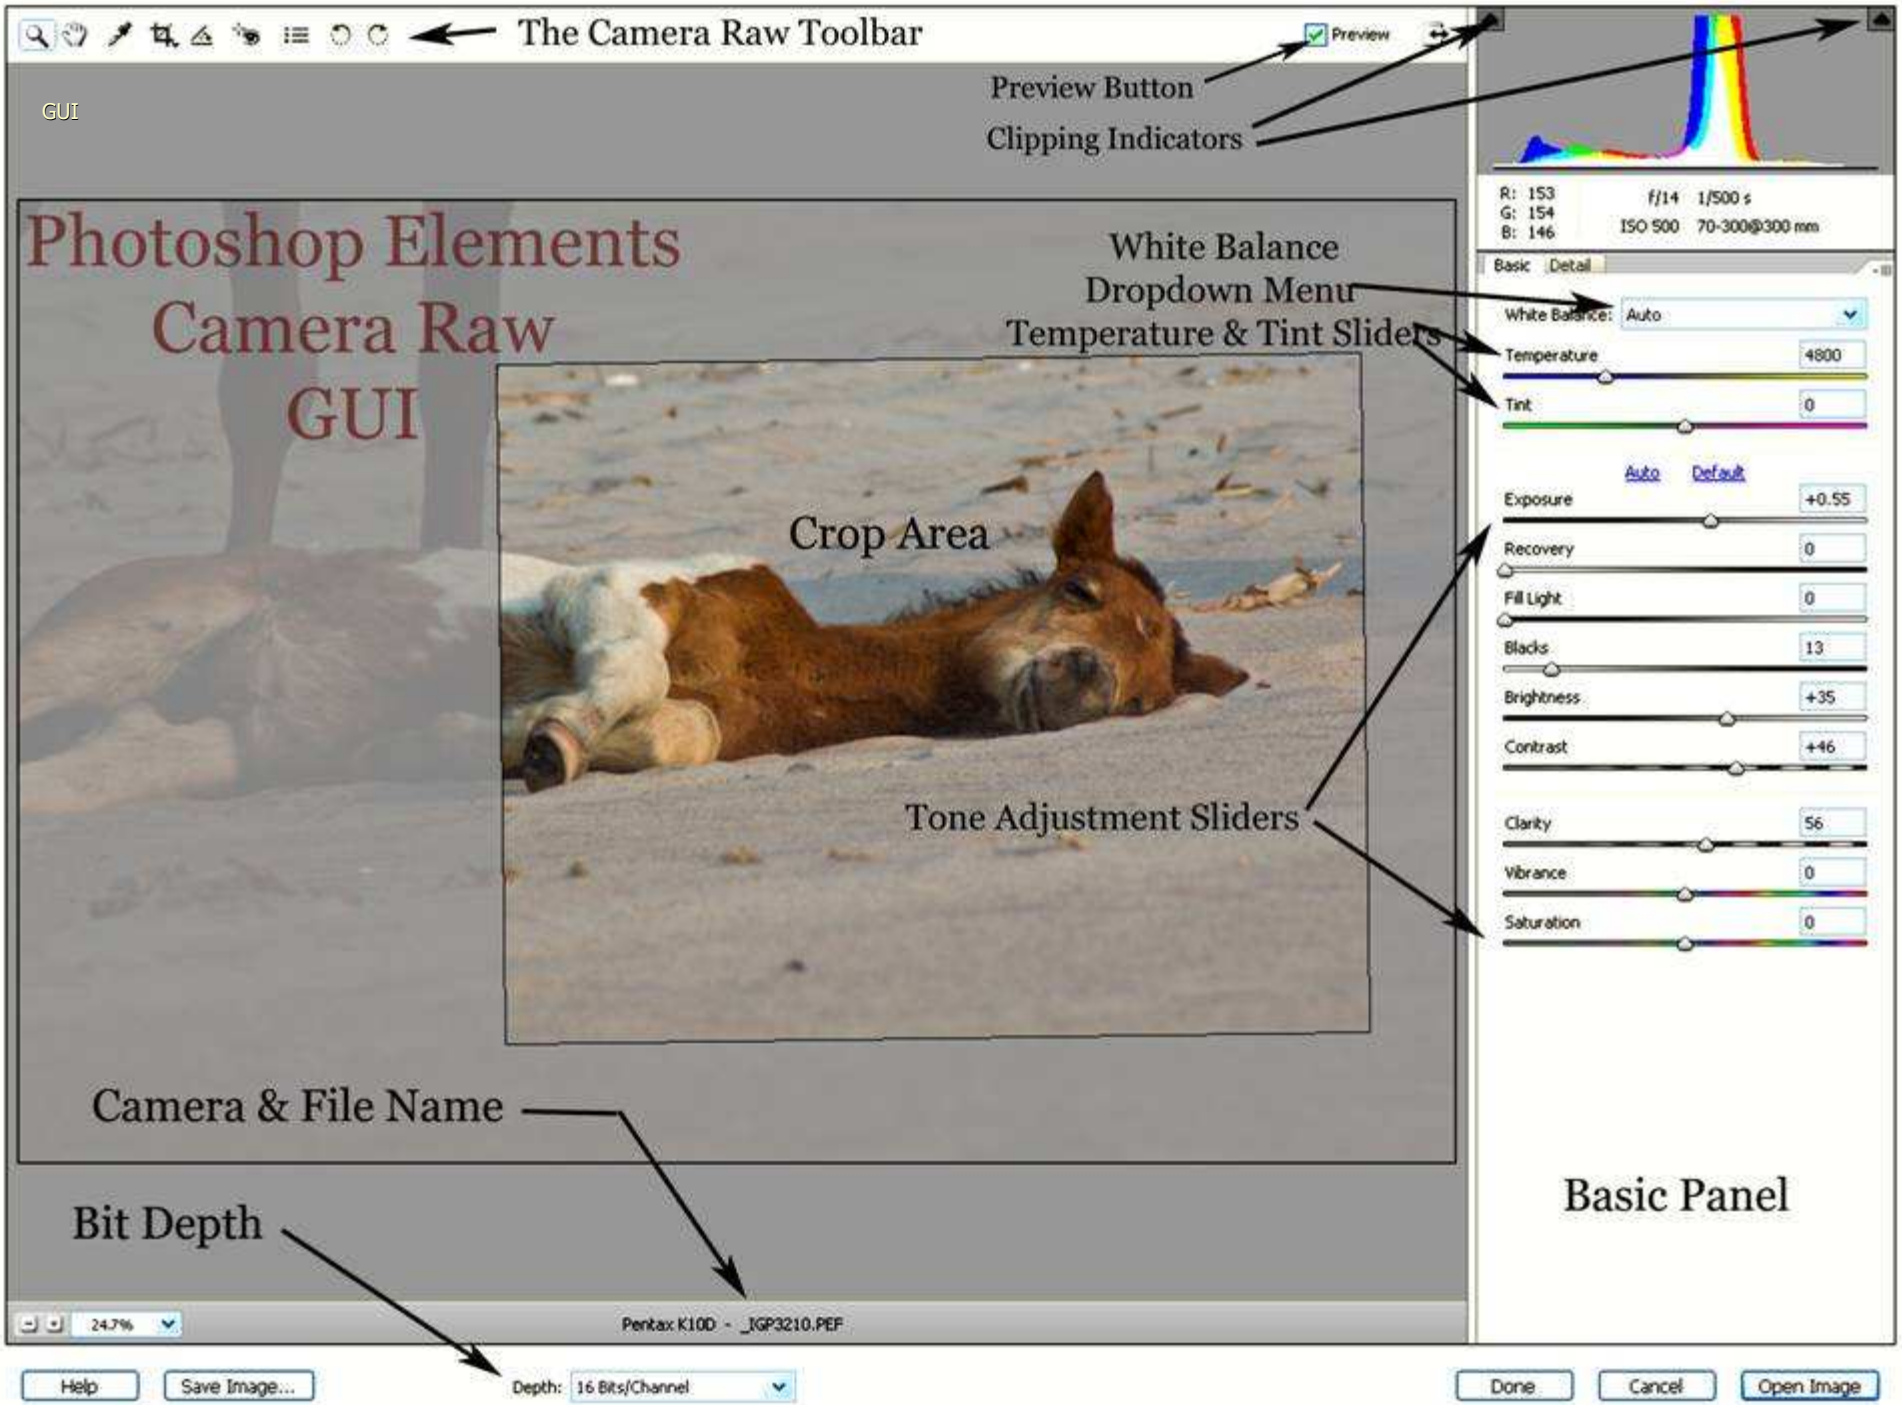 The Camera Raw Toolbar
Preview
Preview Button
GUI
Clipping Indicators
R: 153
G: 154
B: 146
f/14 1/500 s
ISO 500 70-300@300 mm
Photoshop Elements
Camera Raw
GUI
White Balance
Dropdown Menu
Temperature & Tint Sliders
Basic Detail
White Balance: Auto
Temperature 4800
Tint 0
Auto Default
Exposure +0.55
Recovery 0
Fill Light 0
Blacks 13
Brightness +35
Contrast +46
Clarity 56
Vibrance 0
Saturation 0
Crop Area
Tone Adjustment Sliders
Camera & File Name
Basic Panel
Bit Depth
24.7%
Pentax K10D - _IGP3210.PEF
Help
Save Image...
Depth: 16 Bits/Channel
Done
Cancel
Open Image